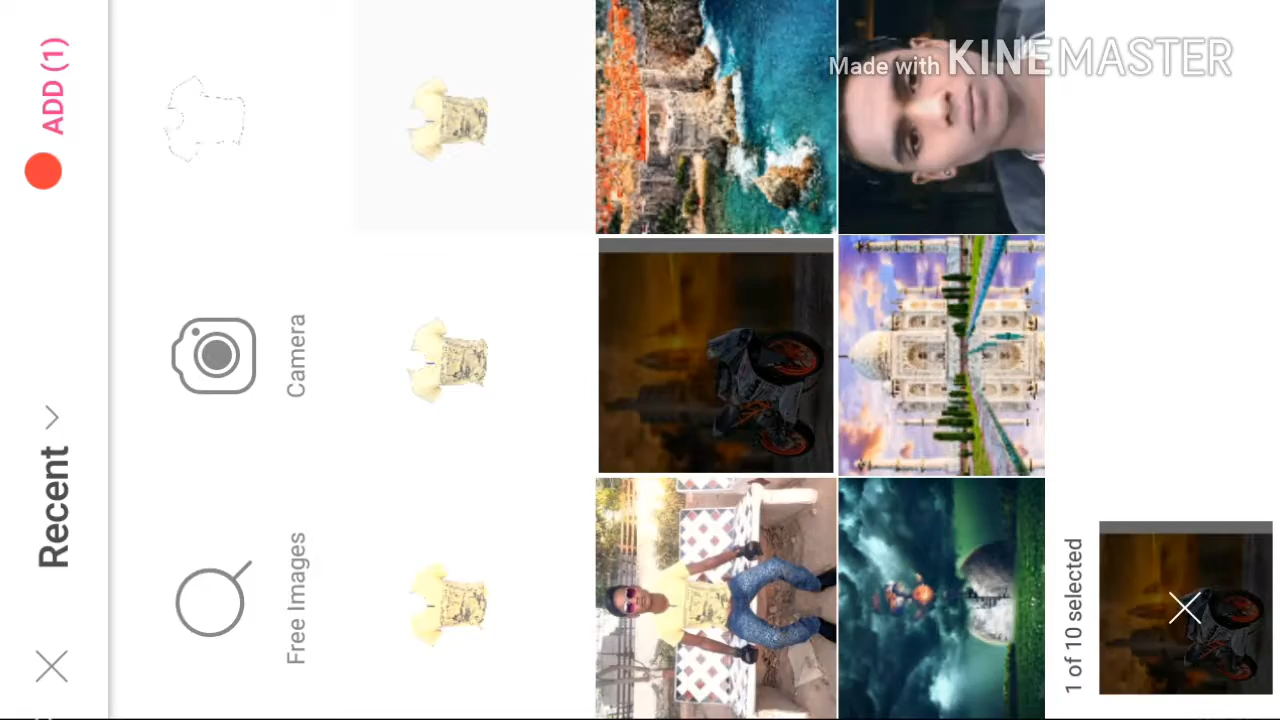 Recent
ADD (1)
Free Images
Camera
1 of 10 selected
Made with KINEMASTER